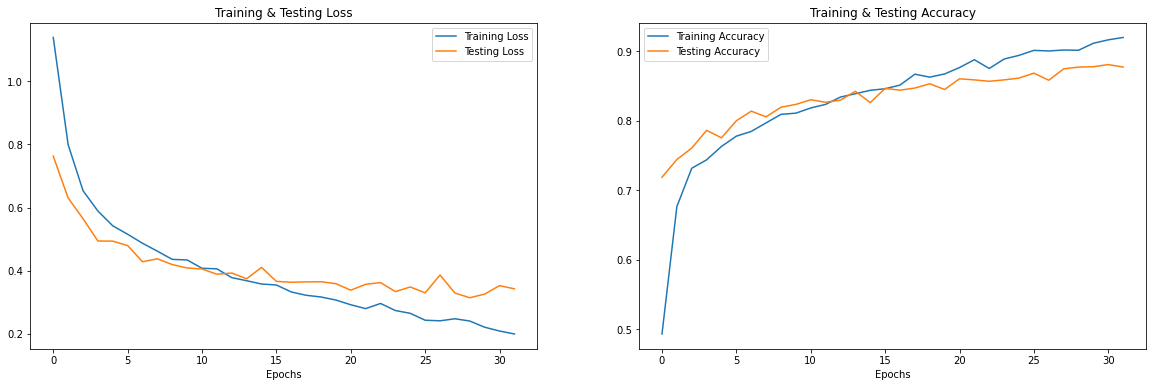 Training & Testing Loss
Training Loss
Testing Loss
1.0
0.8
0.6
0.4
0.2
0 5 10 15 20 25 30
Epochs
Training & Testing Accuracy
Training Accuracy
Testing Accuracy
0.9
0.8
0.7
0.6
0.5
0 5 10 15 20 25 30
Epochs